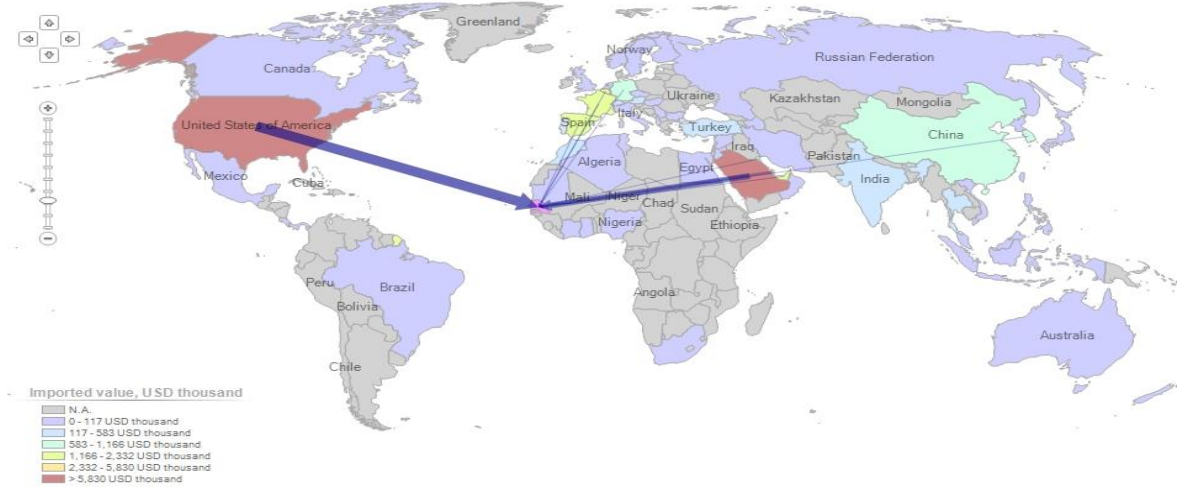 Greenland
Norway
Russian Federation
Canada
Ukraine
Kazakhstan
Mongolia
Spain
Italy
United States of America
Turkey
China
Iraq
Pakistan
Algeria
Egypt
Mexico
Cuba
India
Mali
Niger
Chad
Sudan
Nigeria
Ethiopia
Peru
Brazil
Angola
Bolivia
Australia
Chile
Imported value, USD thousand
N.A.
0 - 117 USD thousand
117 - 583 USD thousand
583 - 1,166 USD thousand
1,166 - 2,332 USD thousand
2,332 - 5,830 USD thousand
> 5,830 USD thousand